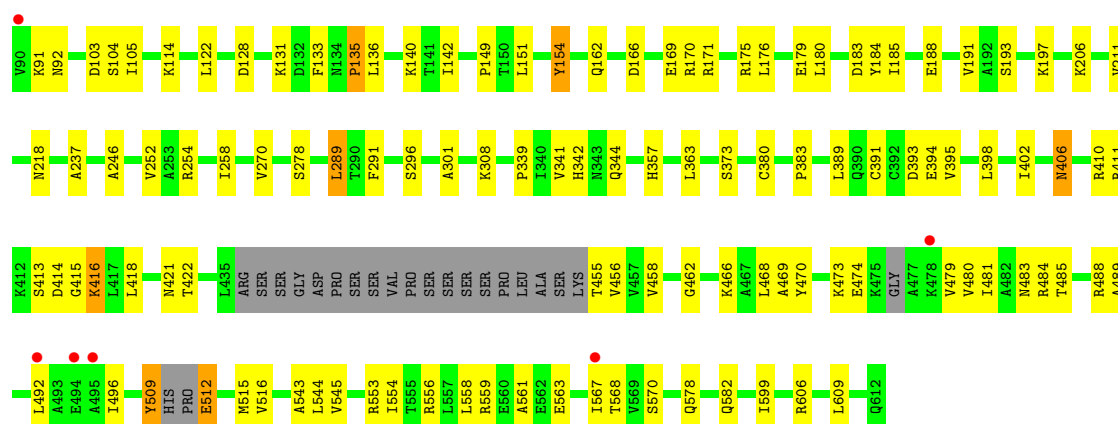 V90 K91 N92 D103 S104 I105 K114 L122 D128 K131 D132 F133 N134 P135 L136 K140 T141 I142 P149 T150 L151 Y154 Q162 D166 E169 R170 R171 R175 L176 E179 L180 D183 Y184 I185 E188 V191 A192 S193 K197 K206
N218 A237 A246 V252 A253 R254 I258 V270 S278 L289 T290 F291 S296 A301 K308 P339 I340 V341 H342 N343 Q344 H357 L363 S373 C380 P383 L389 Q390 C391 C392 D393 E394 V395 L398 I402 N406 R410
K412 S413 D414 G415 K416 L417 L418 N421 T422 L435 ARG SER SER GLY ASP PRO SER SER VAL PRO SER SER SER PRO LEU ALA SER LYS T455 V456 V457 V458 G462 K466 A467 L468 A469 Y470 K473 E474 K475 GLY A477 K478 V479 V480 I481 A482 N483 R484 T485 R488
L492 A493 E494 A495 I496 Y509 HIS PRO E512 M515 V516 A543 L544 V545 R553 I554 T555 R556 L557 L558 R559 E560 A561 E562 E563 I567 T568 V569 S570 Q578 Q582 I599 R606 L609 Q612